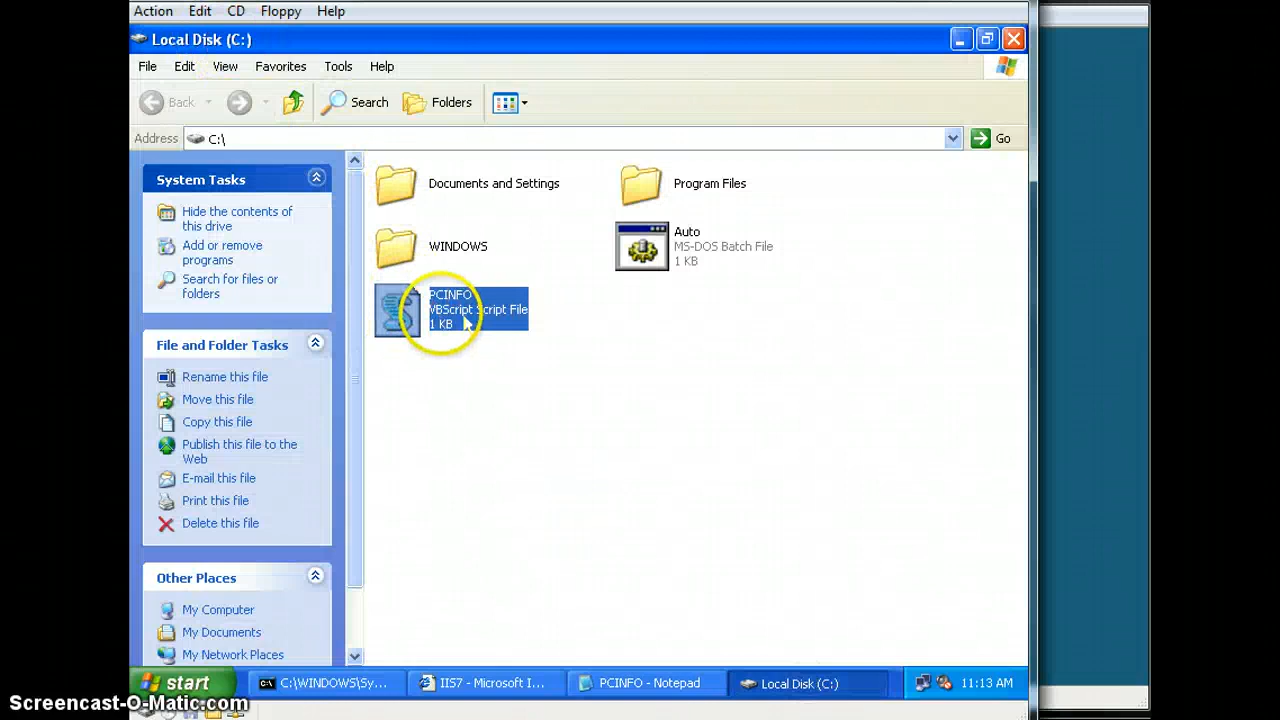 Action Edit CD Floppy Help
Local Disk (C:)
File Edit View Favorites Tools Help
Back Search Folders
Address C:\ Go
System Tasks
Hide the contents of
this drive
Add or remove
programs
Search for files or
folders
File and Folder Tasks
Rename this file
Move this file
Copy this file
Publish this file to the
Web
E-mail this file
Print this file
Delete this file
Other Places
My Computer
My Documents
My Network Places
Documents and Settings
Program Files
WINDOWS
Auto
MS-DOS Batch File
1 KB
PCINFO
VBScript Script File
1 KB
start C:\WINDOWS\Sy... IIS7 - Microsoft I... PCINFO - Notepad Local Disk (C:) 11:13 AM
Screencast-O-Matic.com